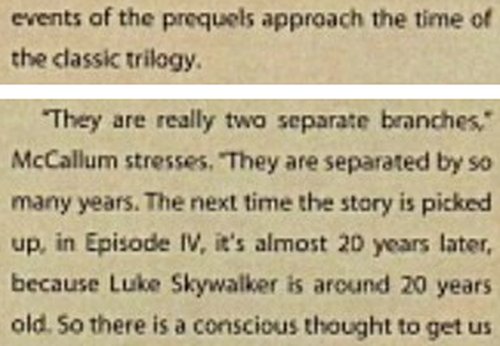 events of the prequels approach the time of
the classic trilogy.
"They are really two separate branches,"
McCallum stresses. "They are separated by so
many years. The next time the story is picked
up, in Episode IV, it's almost 20 years later,
because Luke Skywalker is around 20 years
old. So there is a conscious thought to get us